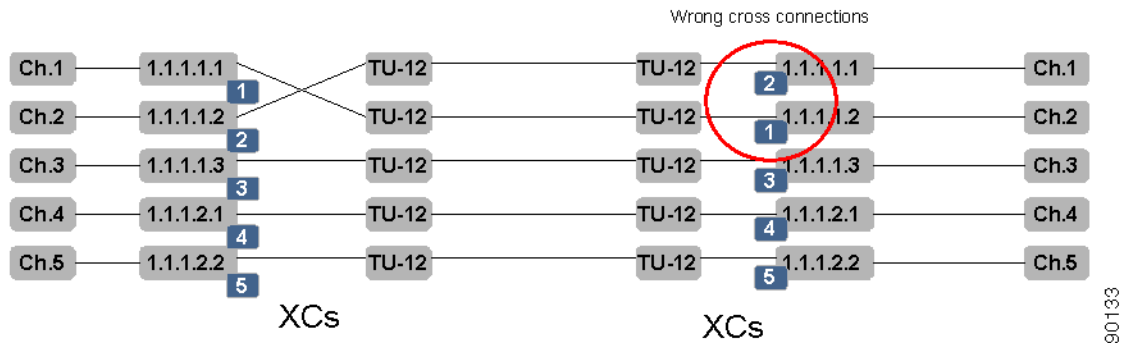 Wrong cross connections
Ch.1 1.1.1.1.1 TU-12 TU-12 1.1.1.1.1 Ch.1
1 2
Ch.2 1.1.1.1.2 TU-12 TU-12 1.1.1.1.2 Ch.2
2 1
Ch.3 1.1.1.1.3 TU-12 TU-12 1.1.1.1.3 Ch.3
3 3
Ch.4 1.1.1.2.1 TU-12 TU-12 1.1.1.2.1 Ch.4
4 4
Ch.5 1.1.1.2.2 TU-12 TU-12 1.1.1.2.2 Ch.5
5 5
XCs XCs
90133